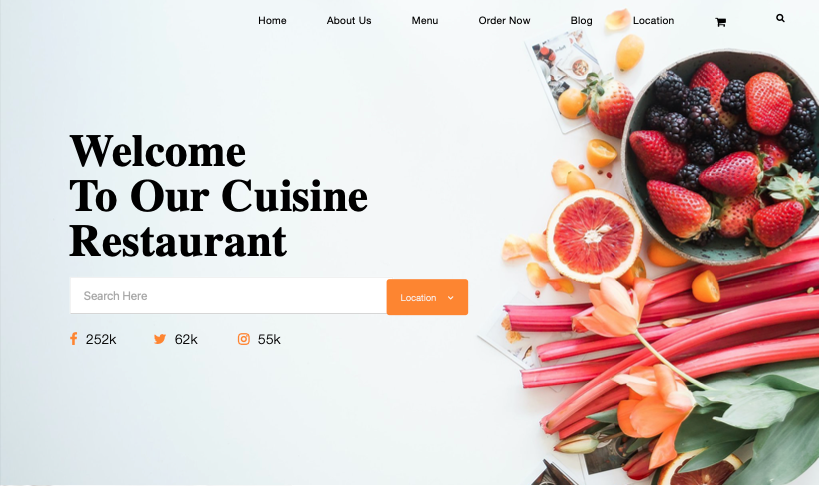 Home About Us Menu Order Now Blog Location
Welcome
To Our Cuisine
Restaurant
Search Here Location
252k 62k 55k